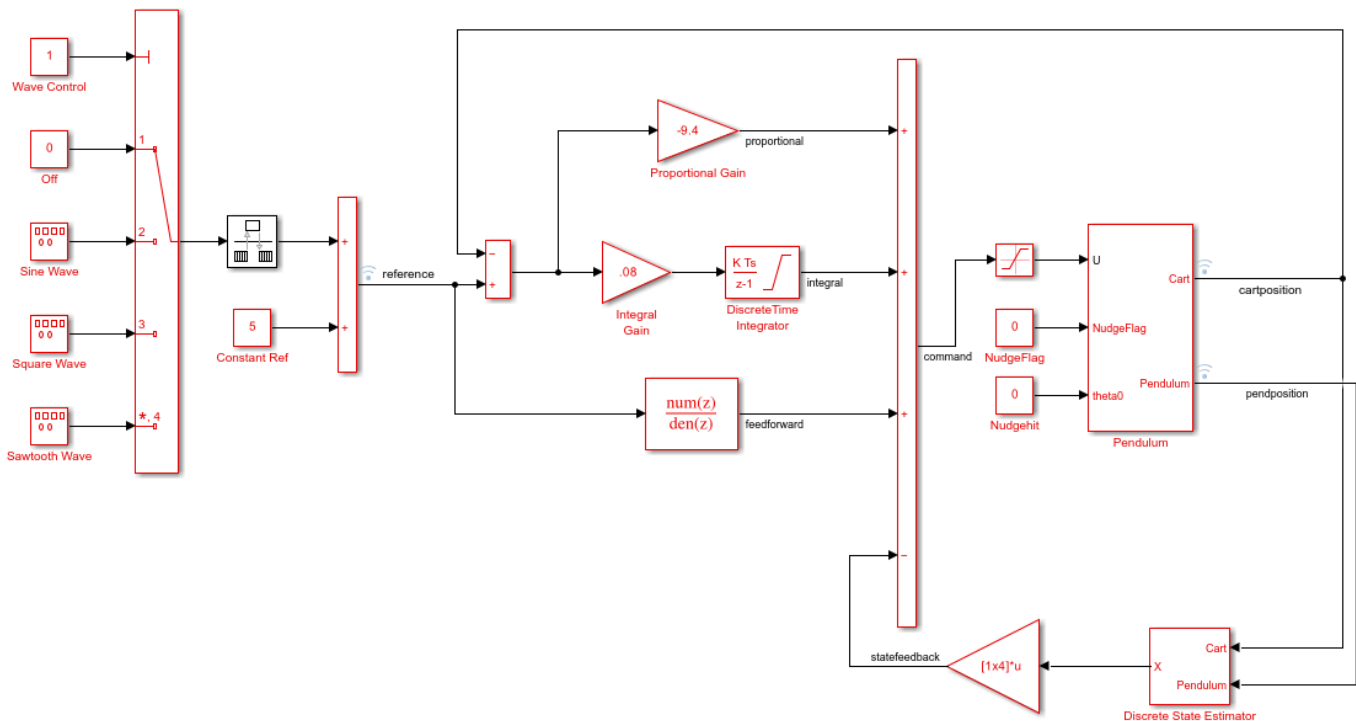 1
Wave Control
1
0
Off
2
Sine Wave
3
Square Wave
*, 4
Sawtooth Wave
+
+
5
Constant Ref
reference
−
+
-9.4
proportional
Proportional Gain
.08
Integral
Gain
K Ts
z-1
integral
DiscreteTime
Integrator
num(z)
den(z)
feedforward
+
+
+
−
command
0
NudgeFlag
0
Nudgehit
U
NudgeFlag
theta0
Cart
Pendulum
Pendulum
cartposition
pendposition
statefeedback
[1x4]*u
X
Cart
Pendulum
Discrete State Estimator